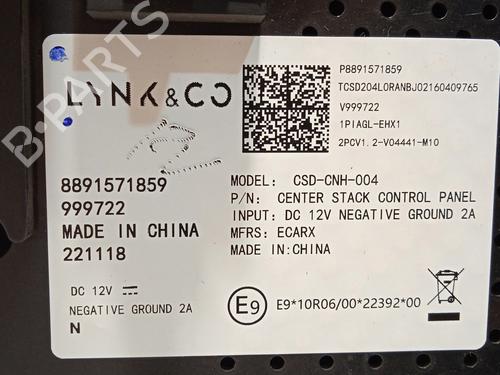 LYNK&CO
8891571859
999722
MADE IN CHINA
221118
DC 12V
NEGATIVE GROUND 2A
N
P8891571859
TCSD204L0RANBJ02160409765
V999722
1PIAGL-EHX1
2PCV1.2-V04441-M10
MODEL: CSD-CNH-004
P/N: CENTER STACK CONTROL PANEL
INPUT: DC 12V NEGATIVE GROUND 2A
MFRS: ECARX
MADE IN:CHINA
E9 E9*10R06/00*22392*00
B-PARTS